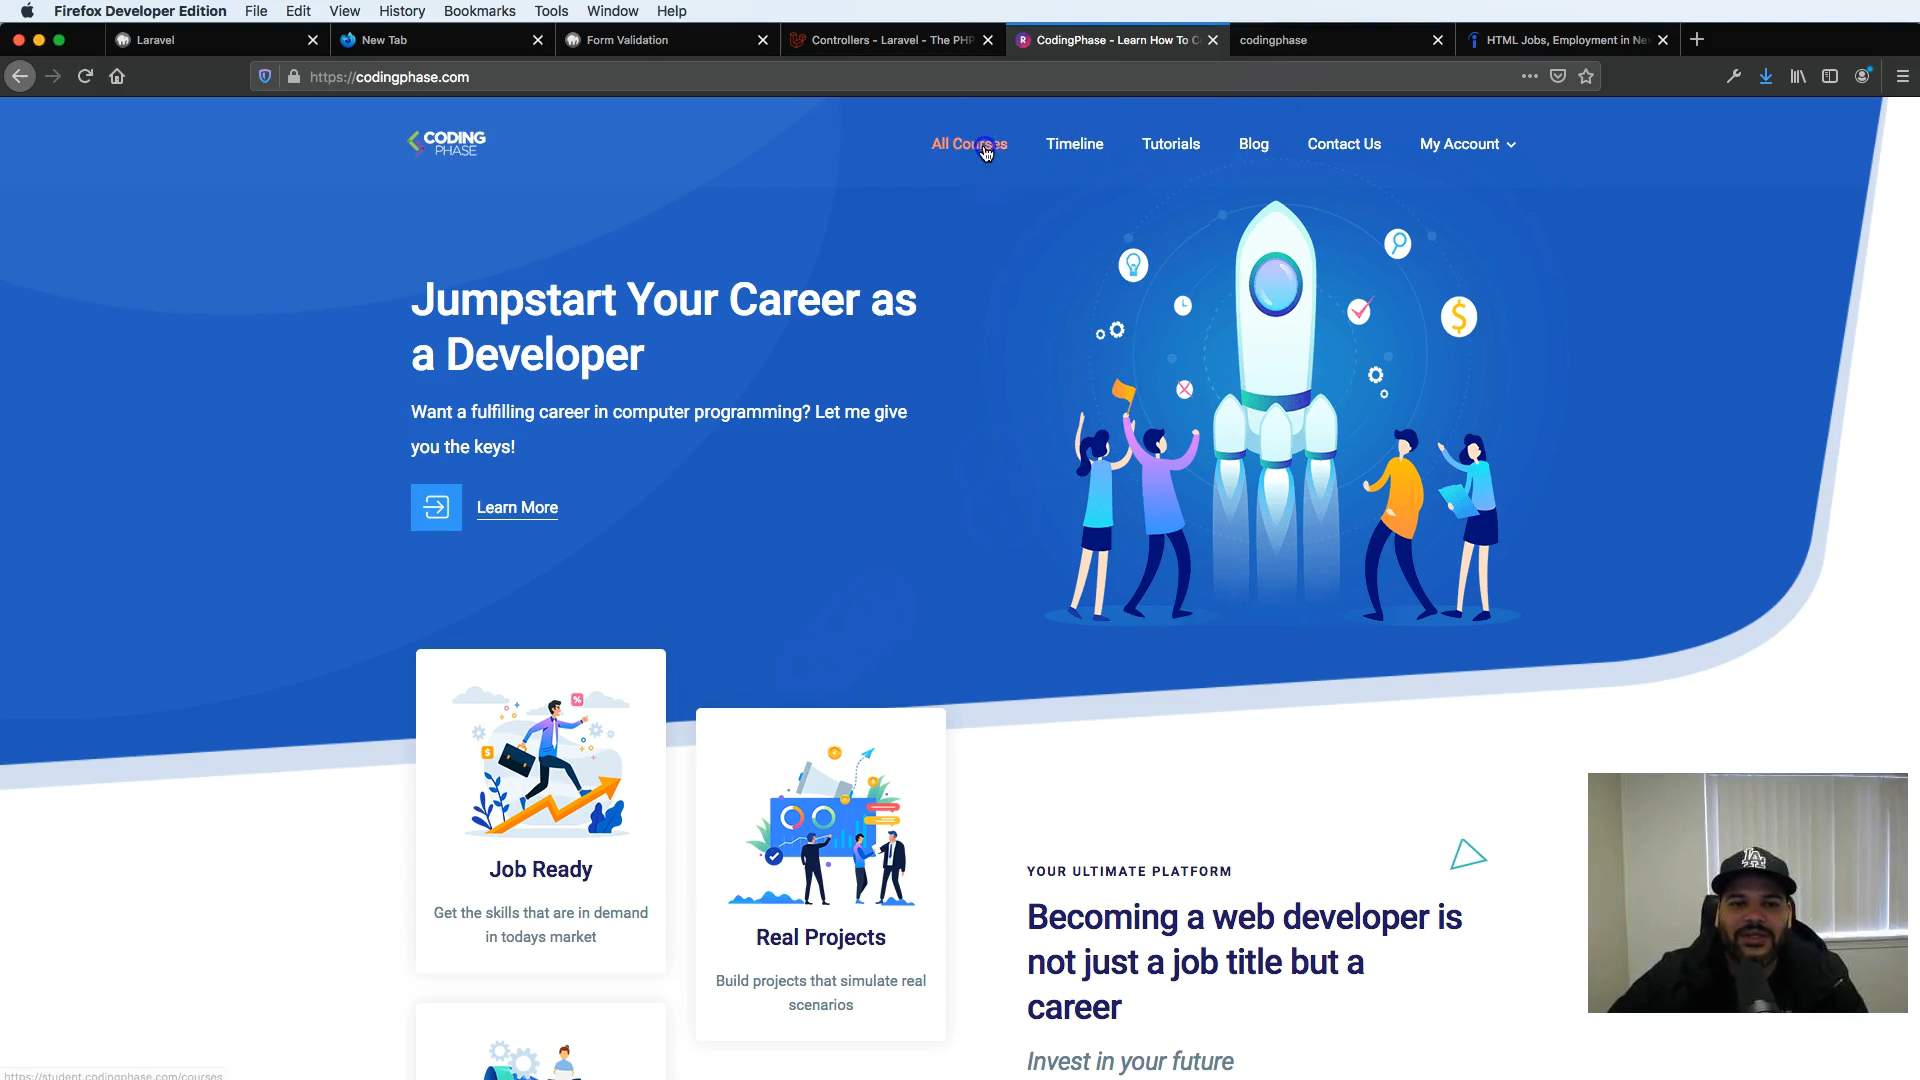 Firefox Developer Edition File Edit View History Bookmarks Tools Window Help
Laravel New Tab Form Validation Controllers - Laravel - The PHP CodingPhase - Learn How To C codingphase HTML Jobs, Employment in Ne
https://codingphase.com
CODING
PHASE
All Courses Timeline Tutorials Blog Contact Us My Account
Jumpstart Your Career as
a Developer
Want a fulfilling career in computer programming? Let me give
you the keys!
Learn More
Job Ready
Get the skills that are in demand
in todays market
Real Projects
Build projects that simulate real
scenarios
YOUR ULTIMATE PLATFORM
Becoming a web developer is
not just a job title but a
career
Invest in your future
https://student.codingphase.com/courses
LA